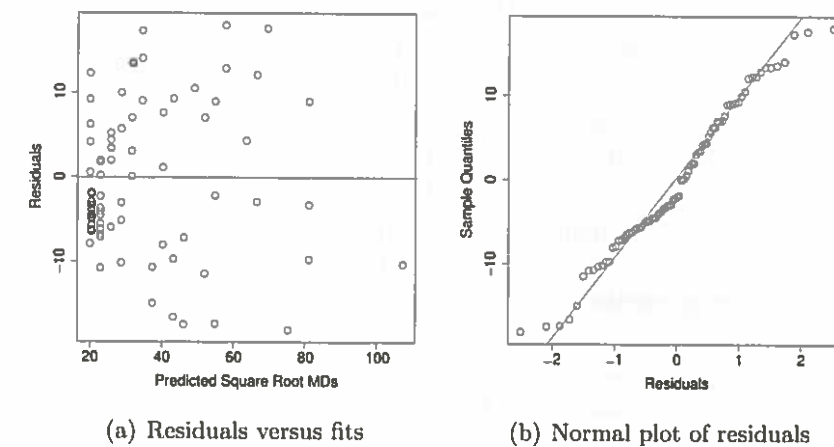 Residuals
10
0
−10
20
40
60
80
100
Predicted Square Root MDs
(a) Residuals versus fits
Sample Quantiles
10
0
−10
−2
−1
0
1
2
Residuals
(b) Normal plot of residuals